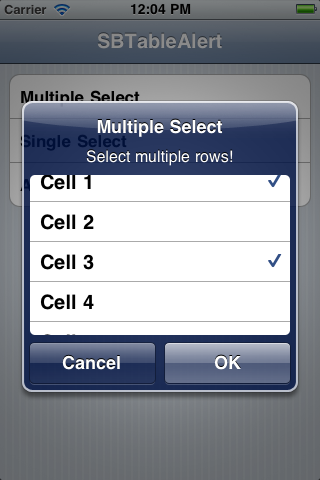 Carrier 12:04 PM
SBTableAlert
Multiple Select
Single Select
Multiple Select
Select multiple rows!
Cell 1
Cell 2
Cell 3
Cell 4
Cancel OK